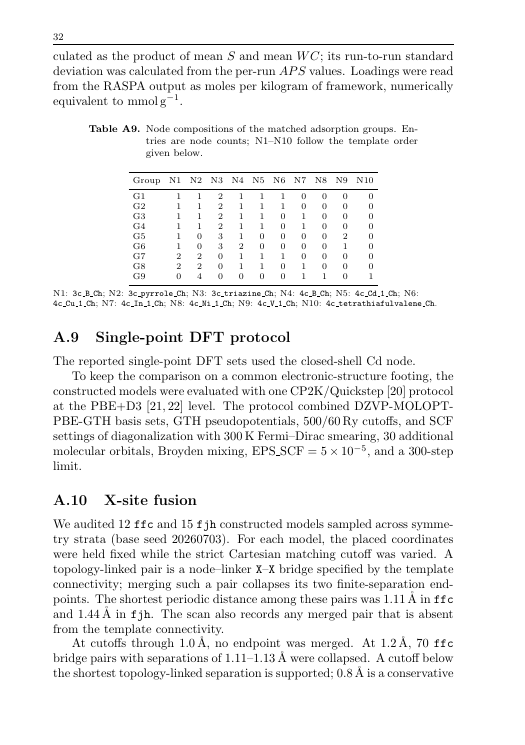 32
culated as the product of mean S and mean WC; its run-to-run standard
deviation was calculated from the per-run APS values. Loadings were read
from the RASPA output as moles per kilogram of framework, numerically
equivalent to mmol g⁻¹.
Table A9. Node compositions of the matched adsorption groups. En-
tries are node counts; N1–N10 follow the template order
given below.
Group N1 N2 N3 N4 N5 N6 N7 N8 N9 N10
G1 1 1 2 1 1 1 0 0 0 0
G2 1 1 2 1 1 1 0 0 0 0
G3 1 1 2 1 1 0 1 0 0 0
G4 1 1 2 1 1 0 1 0 0 0
G5 1 0 3 1 0 0 0 0 2 0
G6 1 0 3 2 0 0 0 0 1 0
G7 2 2 0 1 1 1 0 0 0 0
G8 2 2 0 1 1 0 1 0 0 0
G9 0 4 0 0 0 0 1 1 0 1
N1: 3c_B_Ch; N2: 3c_pyrrole_Ch; N3: 3c_triazine_Ch; N4: 4c_B_Ch; N5: 4c_Cd_1_Ch; N6:
4c_Cu_1_Ch; N7: 4c_In_1_Ch; N8: 4c_Ni_1_Ch; N9: 4c_V_1_Ch; N10: 4c_tetrathiafulvalene_Ch.
A.9 Single-point DFT protocol
The reported single-point DFT sets used the closed-shell Cd node.
To keep the comparison on a common electronic-structure footing, the
constructed models were evaluated with one CP2K/Quickstep [20] protocol
at the PBE+D3 [21, 22] level. The protocol combined DZVP-MOLOPT-
PBE-GTH basis sets, GTH pseudopotentials, 500/60 Ry cutoffs, and SCF
settings of diagonalization with 300 K Fermi–Dirac smearing, 30 additional
molecular orbitals, Broyden mixing, EPS_SCF = 5 × 10⁻⁵, and a 300-step
limit.
A.10 X-site fusion
We audited 12 ffc and 15 fjh constructed models sampled across symme-
try strata (base seed 20260703). For each model, the placed coordinates
were held fixed while the strict Cartesian matching cutoff was varied. A
topology-linked pair is a node–linker X–X bridge specified by the template
connectivity; merging such a pair collapses its two finite-separation end-
points. The shortest periodic distance among these pairs was 1.11 Å in ffc
and 1.44 Å in fjh. The scan also records any merged pair that is absent
from the template connectivity.
At cutoffs through 1.0 Å, no endpoint was merged. At 1.2 Å, 70 ffc
bridge pairs with separations of 1.11–1.13 Å were collapsed. A cutoff below
the shortest topology-linked separation is supported; 0.8 Å is a conservative